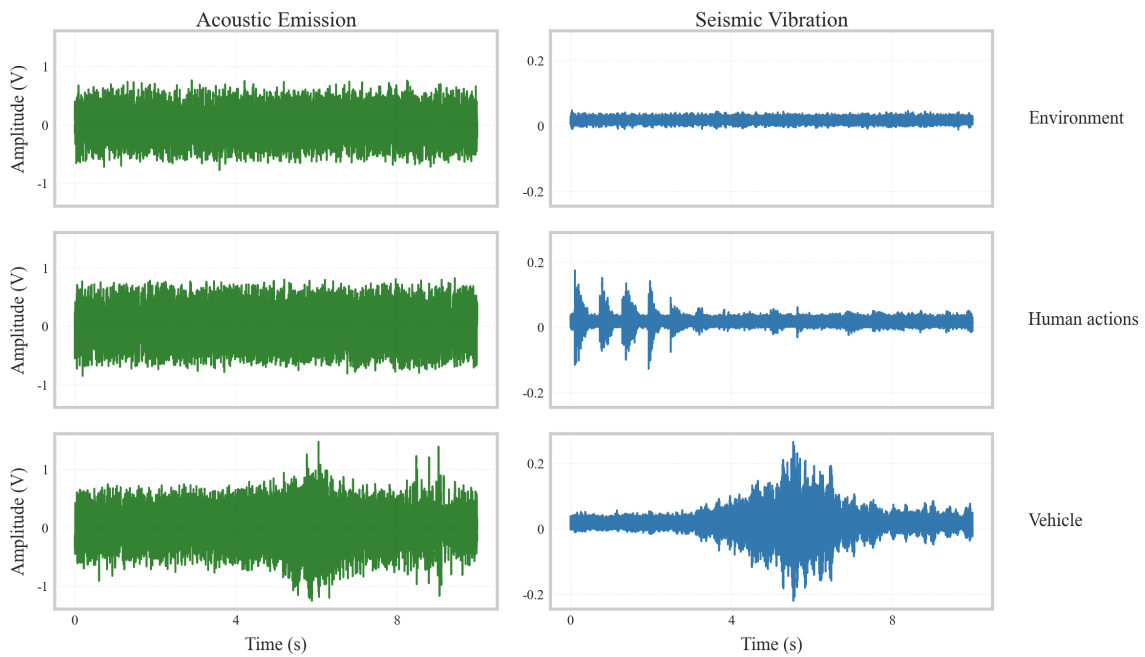 Acoustic Emission
Seismic Vibration
Amplitude (V)
1
0
-1
0.2
0
-0.2
Environment
Amplitude (V)
1
0
-1
0.2
0
-0.2
Human actions
Amplitude (V)
1
0
-1
0.2
0
-0.2
Vehicle
0
4
8
0
4
8
Time (s)
Time (s)